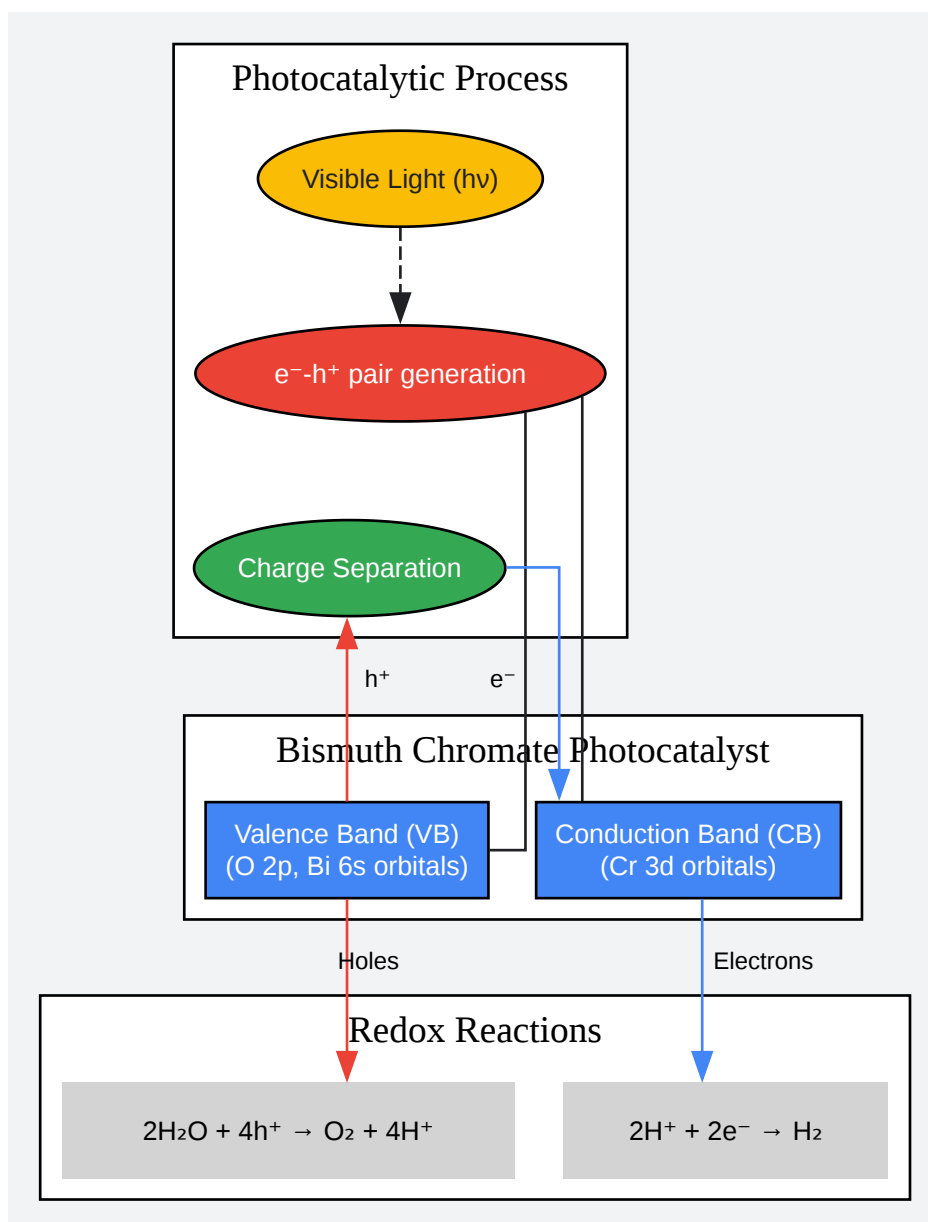 Photocatalytic Process
Visible Light (hν)
e⁻-h⁺ pair generation
Charge Separation
h⁺
e⁻
Bismuth Chromate Photocatalyst
Valence Band (VB)
(O 2p, Bi 6s orbitals)
Conduction Band (CB)
(Cr 3d orbitals)
Holes
Electrons
Redox Reactions
2H₂O + 4h⁺ → O₂ + 4H⁺
2H⁺ + 2e⁻ → H₂